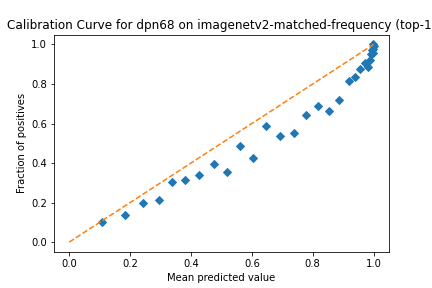 Calibration Curve for dpn68 on imagenetv2-matched-frequency (top-1
1.0
0.8
0.6
0.4
0.2
0.0
0.0 0.2 0.4 0.6 0.8 1.0
Fraction of positives
Mean predicted value